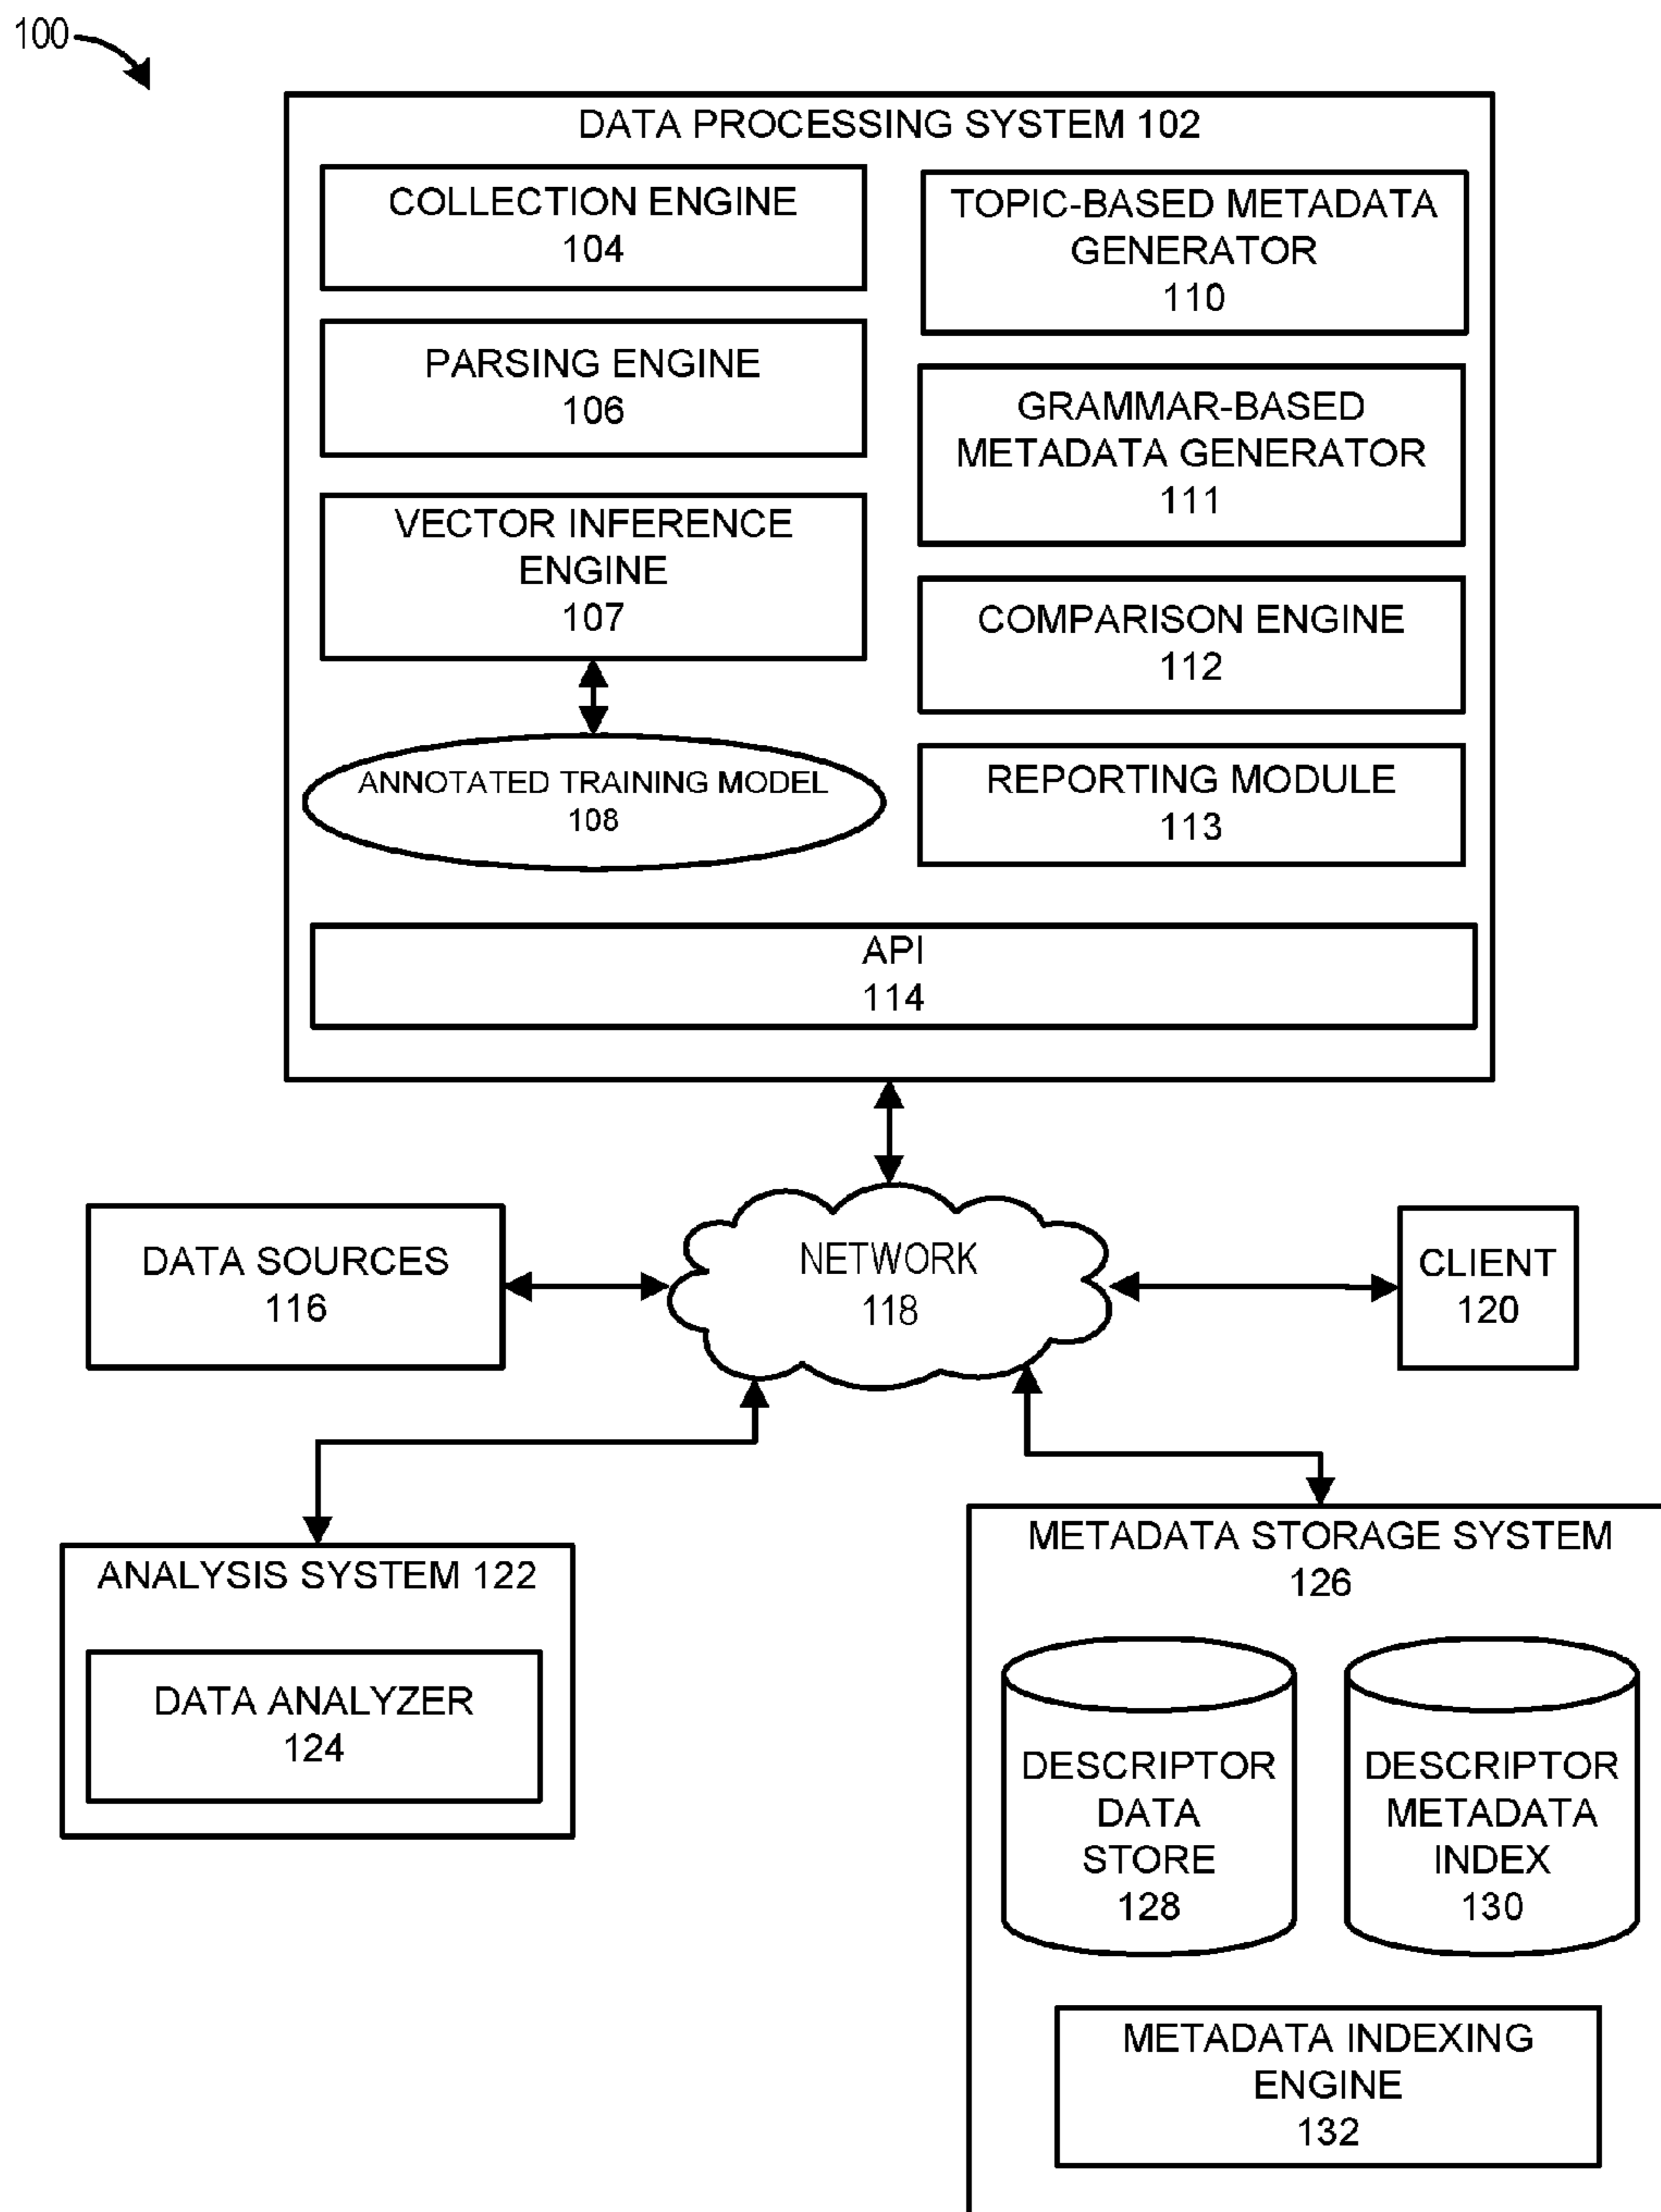 100
DATA PROCESSING SYSTEM 102
COLLECTION ENGINE
104
PARSING ENGINE
106
VECTOR INFERENCE
ENGINE
107
ANNOTATED TRAINING MODEL
108
TOPIC-BASED METADATA
GENERATOR
110
GRAMMAR-BASED
METADATA GENERATOR
111
COMPARISON ENGINE
112
REPORTING MODULE
113
API
114
DATA SOURCES
116
NETWORK
118
CLIENT
120
ANALYSIS SYSTEM 122
DATA ANALYZER
124
METADATA STORAGE SYSTEM
126
DESCRIPTOR
DATA
STORE
128
DESCRIPTOR
METADATA
INDEX
130
METADATA INDEXING
ENGINE
132